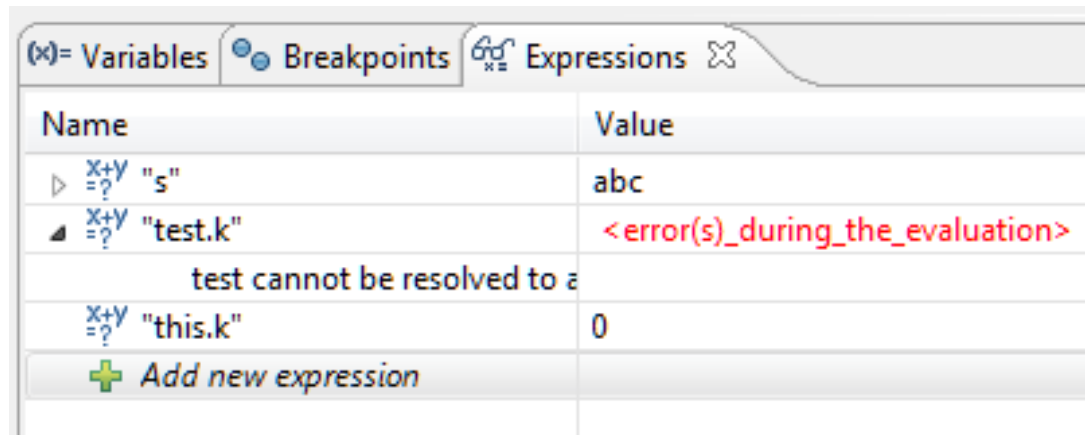 (x)= Variables Breakpoints Expressions
Name Value
x+y =? "s" abc
x+y =? "test.k" <error(s)_during_the_evaluation>
test cannot be resolved to a
x+y =? "this.k" 0
Add new expression